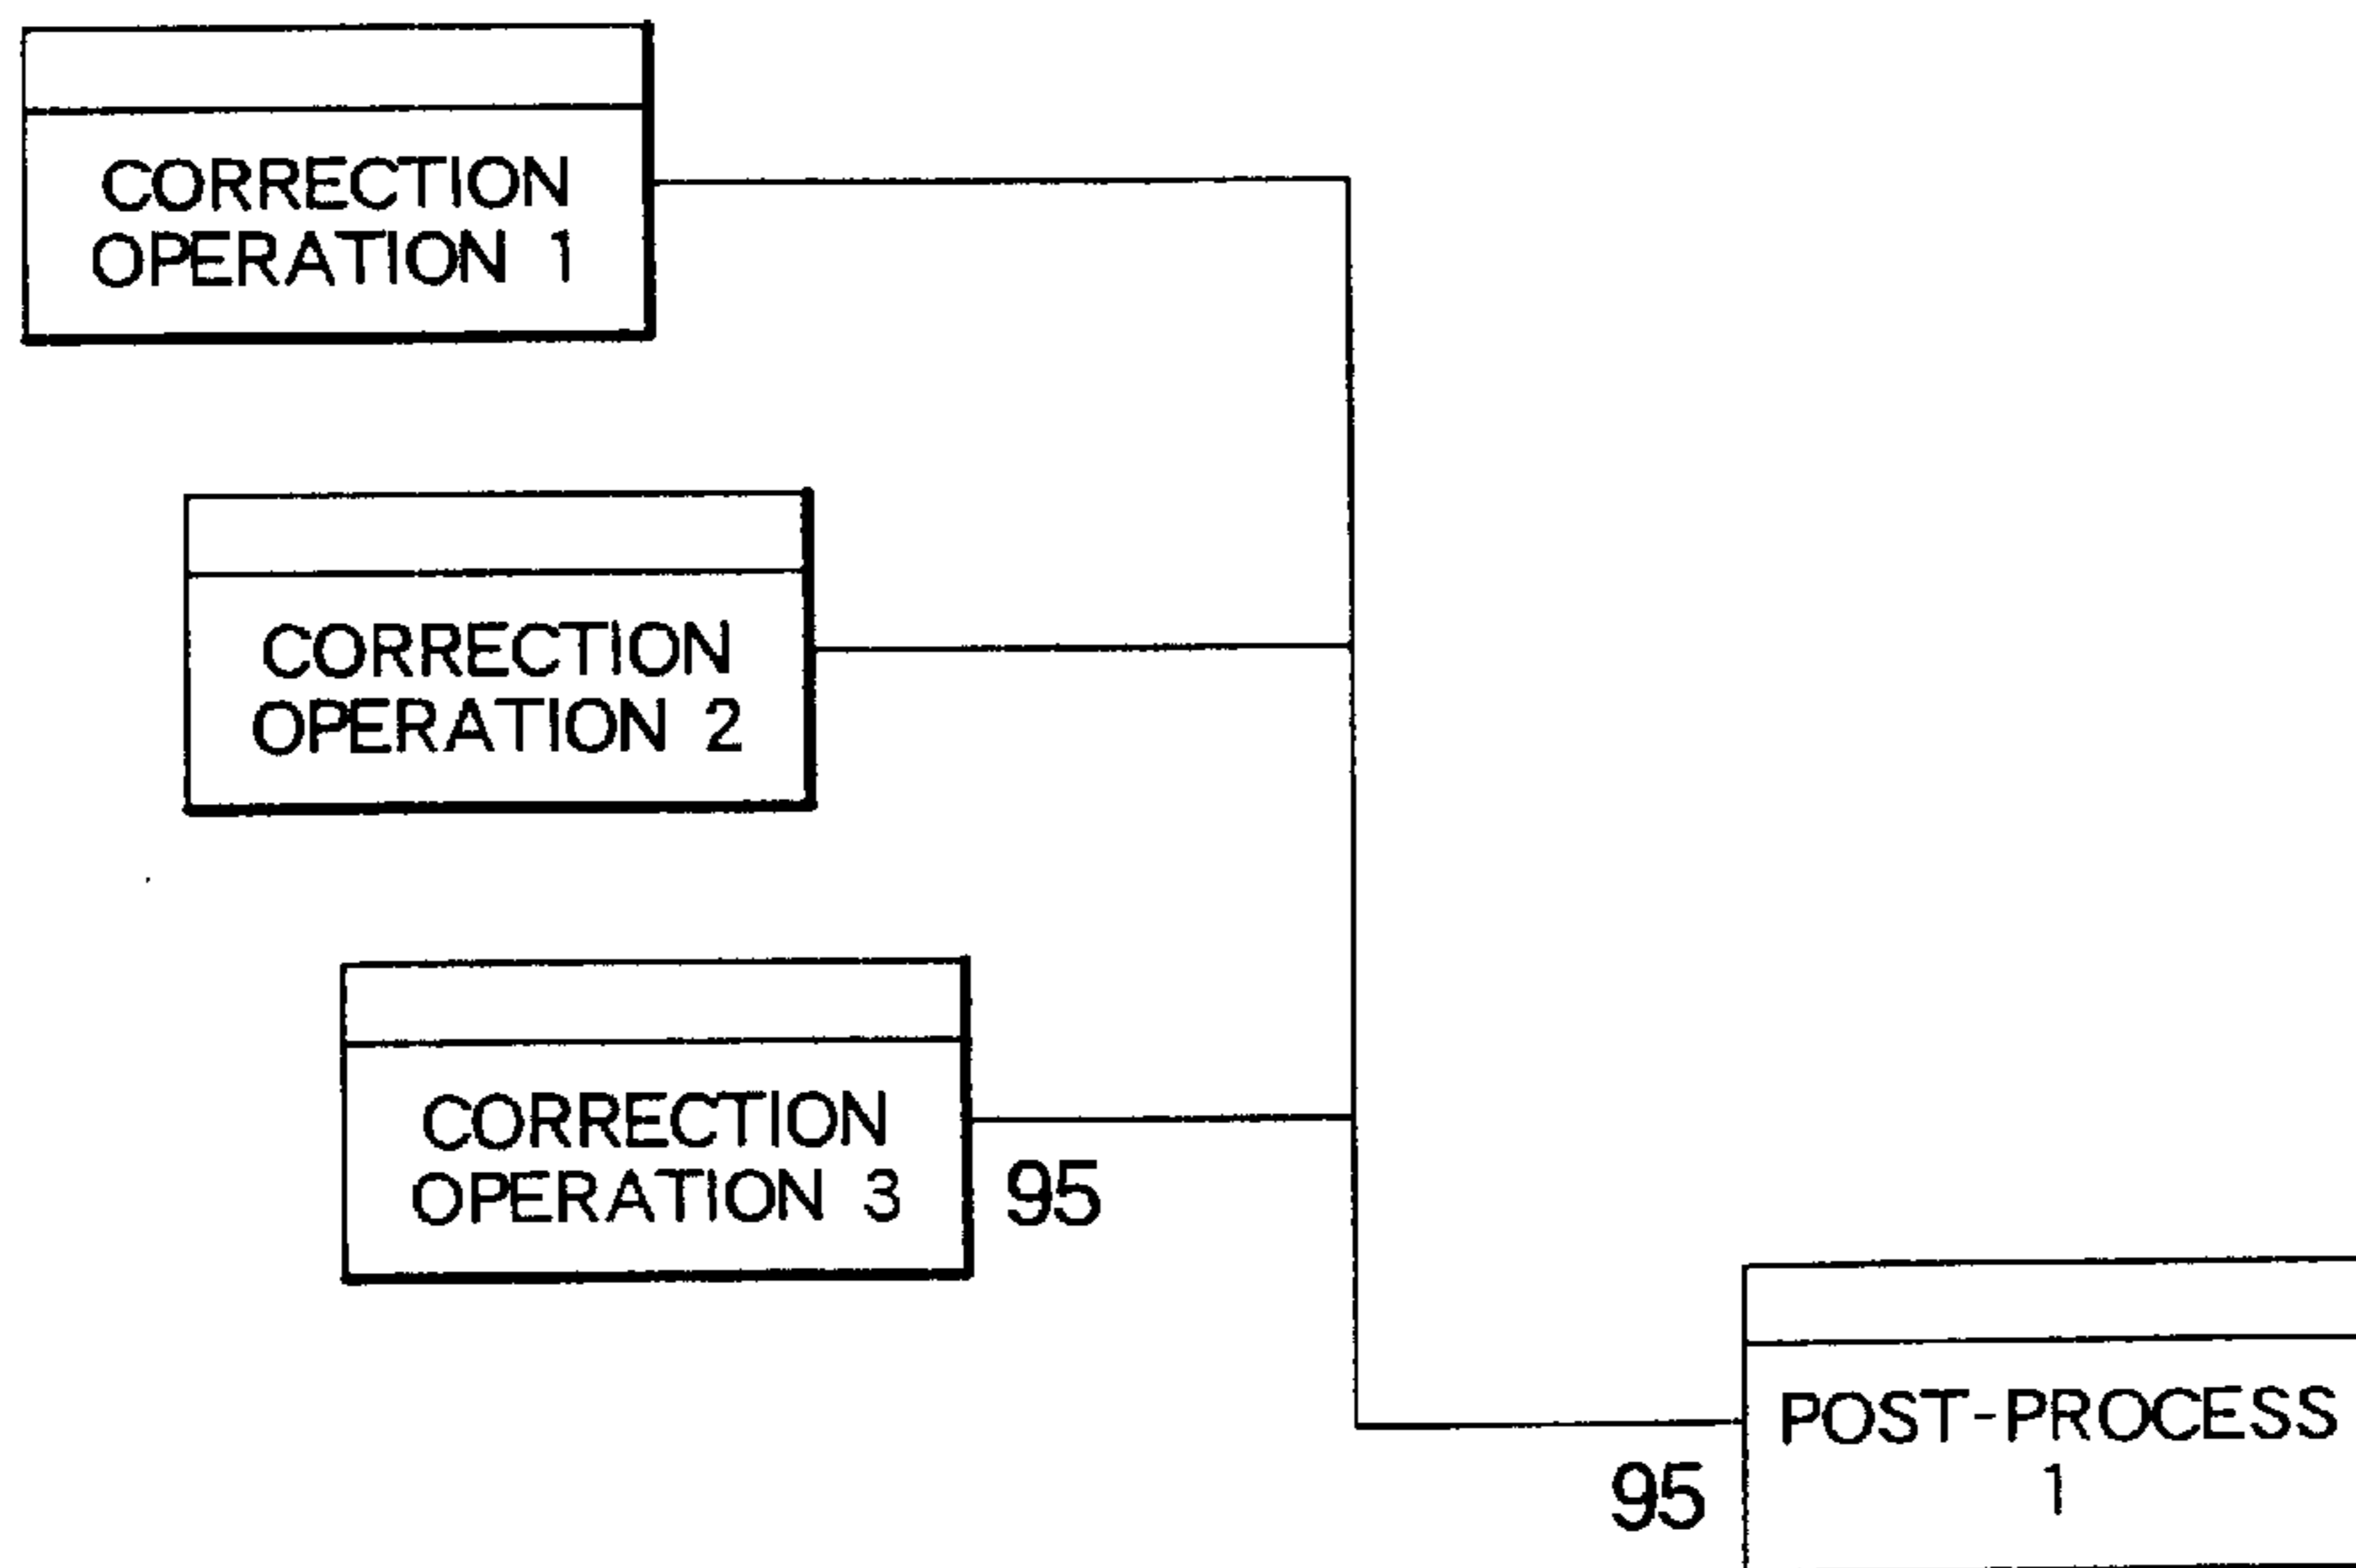 CORRECTION
OPERATION 1
CORRECTION
OPERATION 2
CORRECTION
OPERATION 3
95
POST-PROCESS
1
95